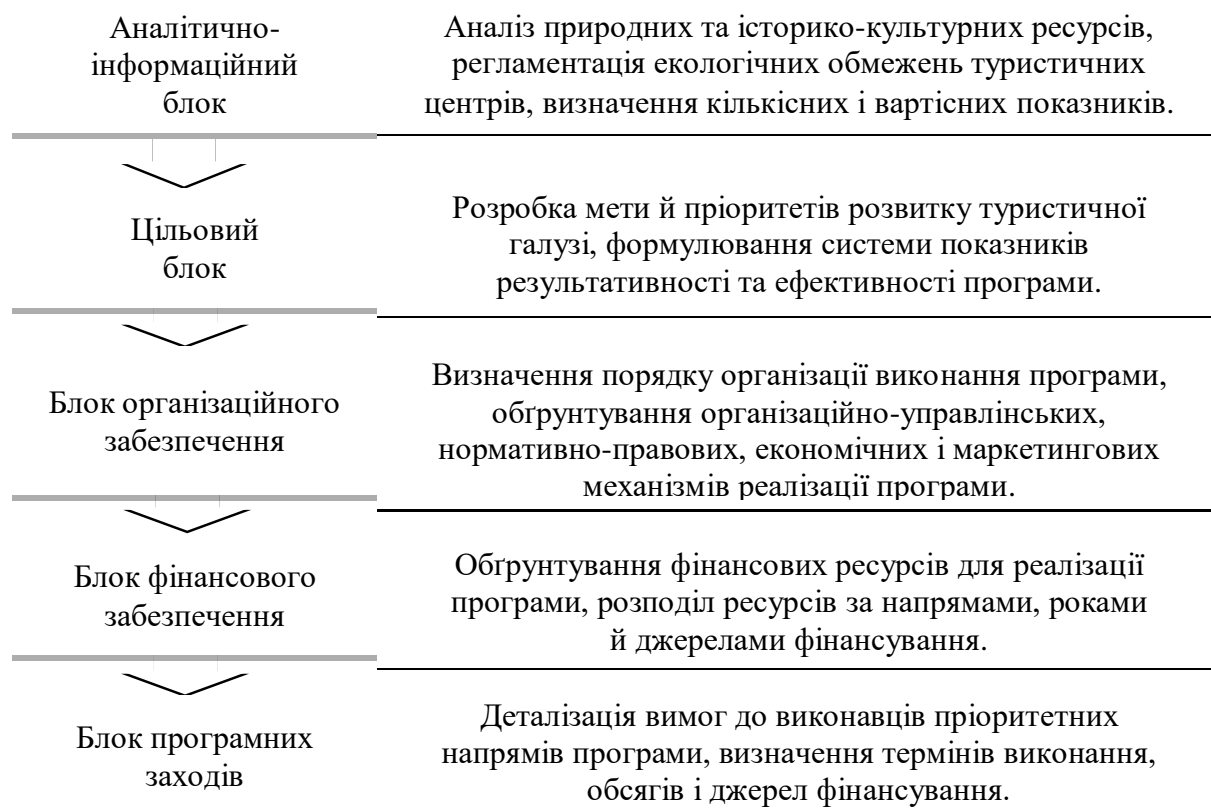 Аналітично-
інформаційний
блок
Аналіз природних та історико-культурних ресурсів,
регламентація екологічних обмежень туристичних
центрів, визначення кількісних і вартісних показників.
Цільовий
блок
Розробка мети й пріоритетів розвитку туристичної
галузі, формулювання системи показників
результативності та ефективності програми.
Блок організаційного
забезпечення
Визначення порядку організації виконання програми,
обґрунтування організаційно-управлінських,
нормативно-правових, економічних і маркетингових
механізмів реалізації програми.
Блок фінансового
забезпечення
Обґрунтування фінансових ресурсів для реалізації
програми, розподіл ресурсів за напрямами, роками
й джерелами фінансування.
Блок програмних
заходів
Деталізація вимог до виконавців пріоритетних
напрямів програми, визначення термінів виконання,
обсягів і джерел фінансування.